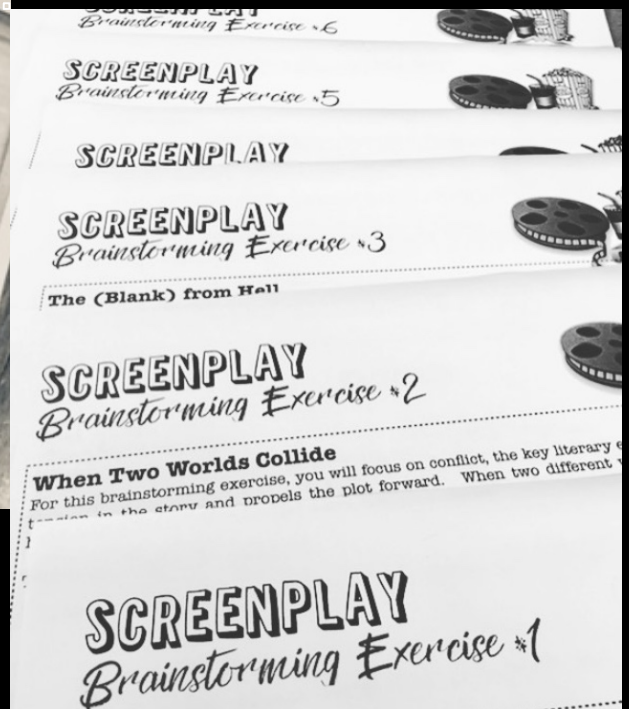 SCREENPLAY
Brainstorming Exercise #6
SCREENPLAY
Brainstorming Exercise #5
SCREENPLAY
SCREENPLAY
Brainstorming Exercise #3
The (Blank) from Hell
SCREENPLAY
Brainstorming Exercise #2
When Two Worlds Collide
For this brainstorming exercise, you will focus on conflict, the key literary
tension in the story and propels the plot forward. When two different
SCREENPLAY
Brainstorming Exercise #1